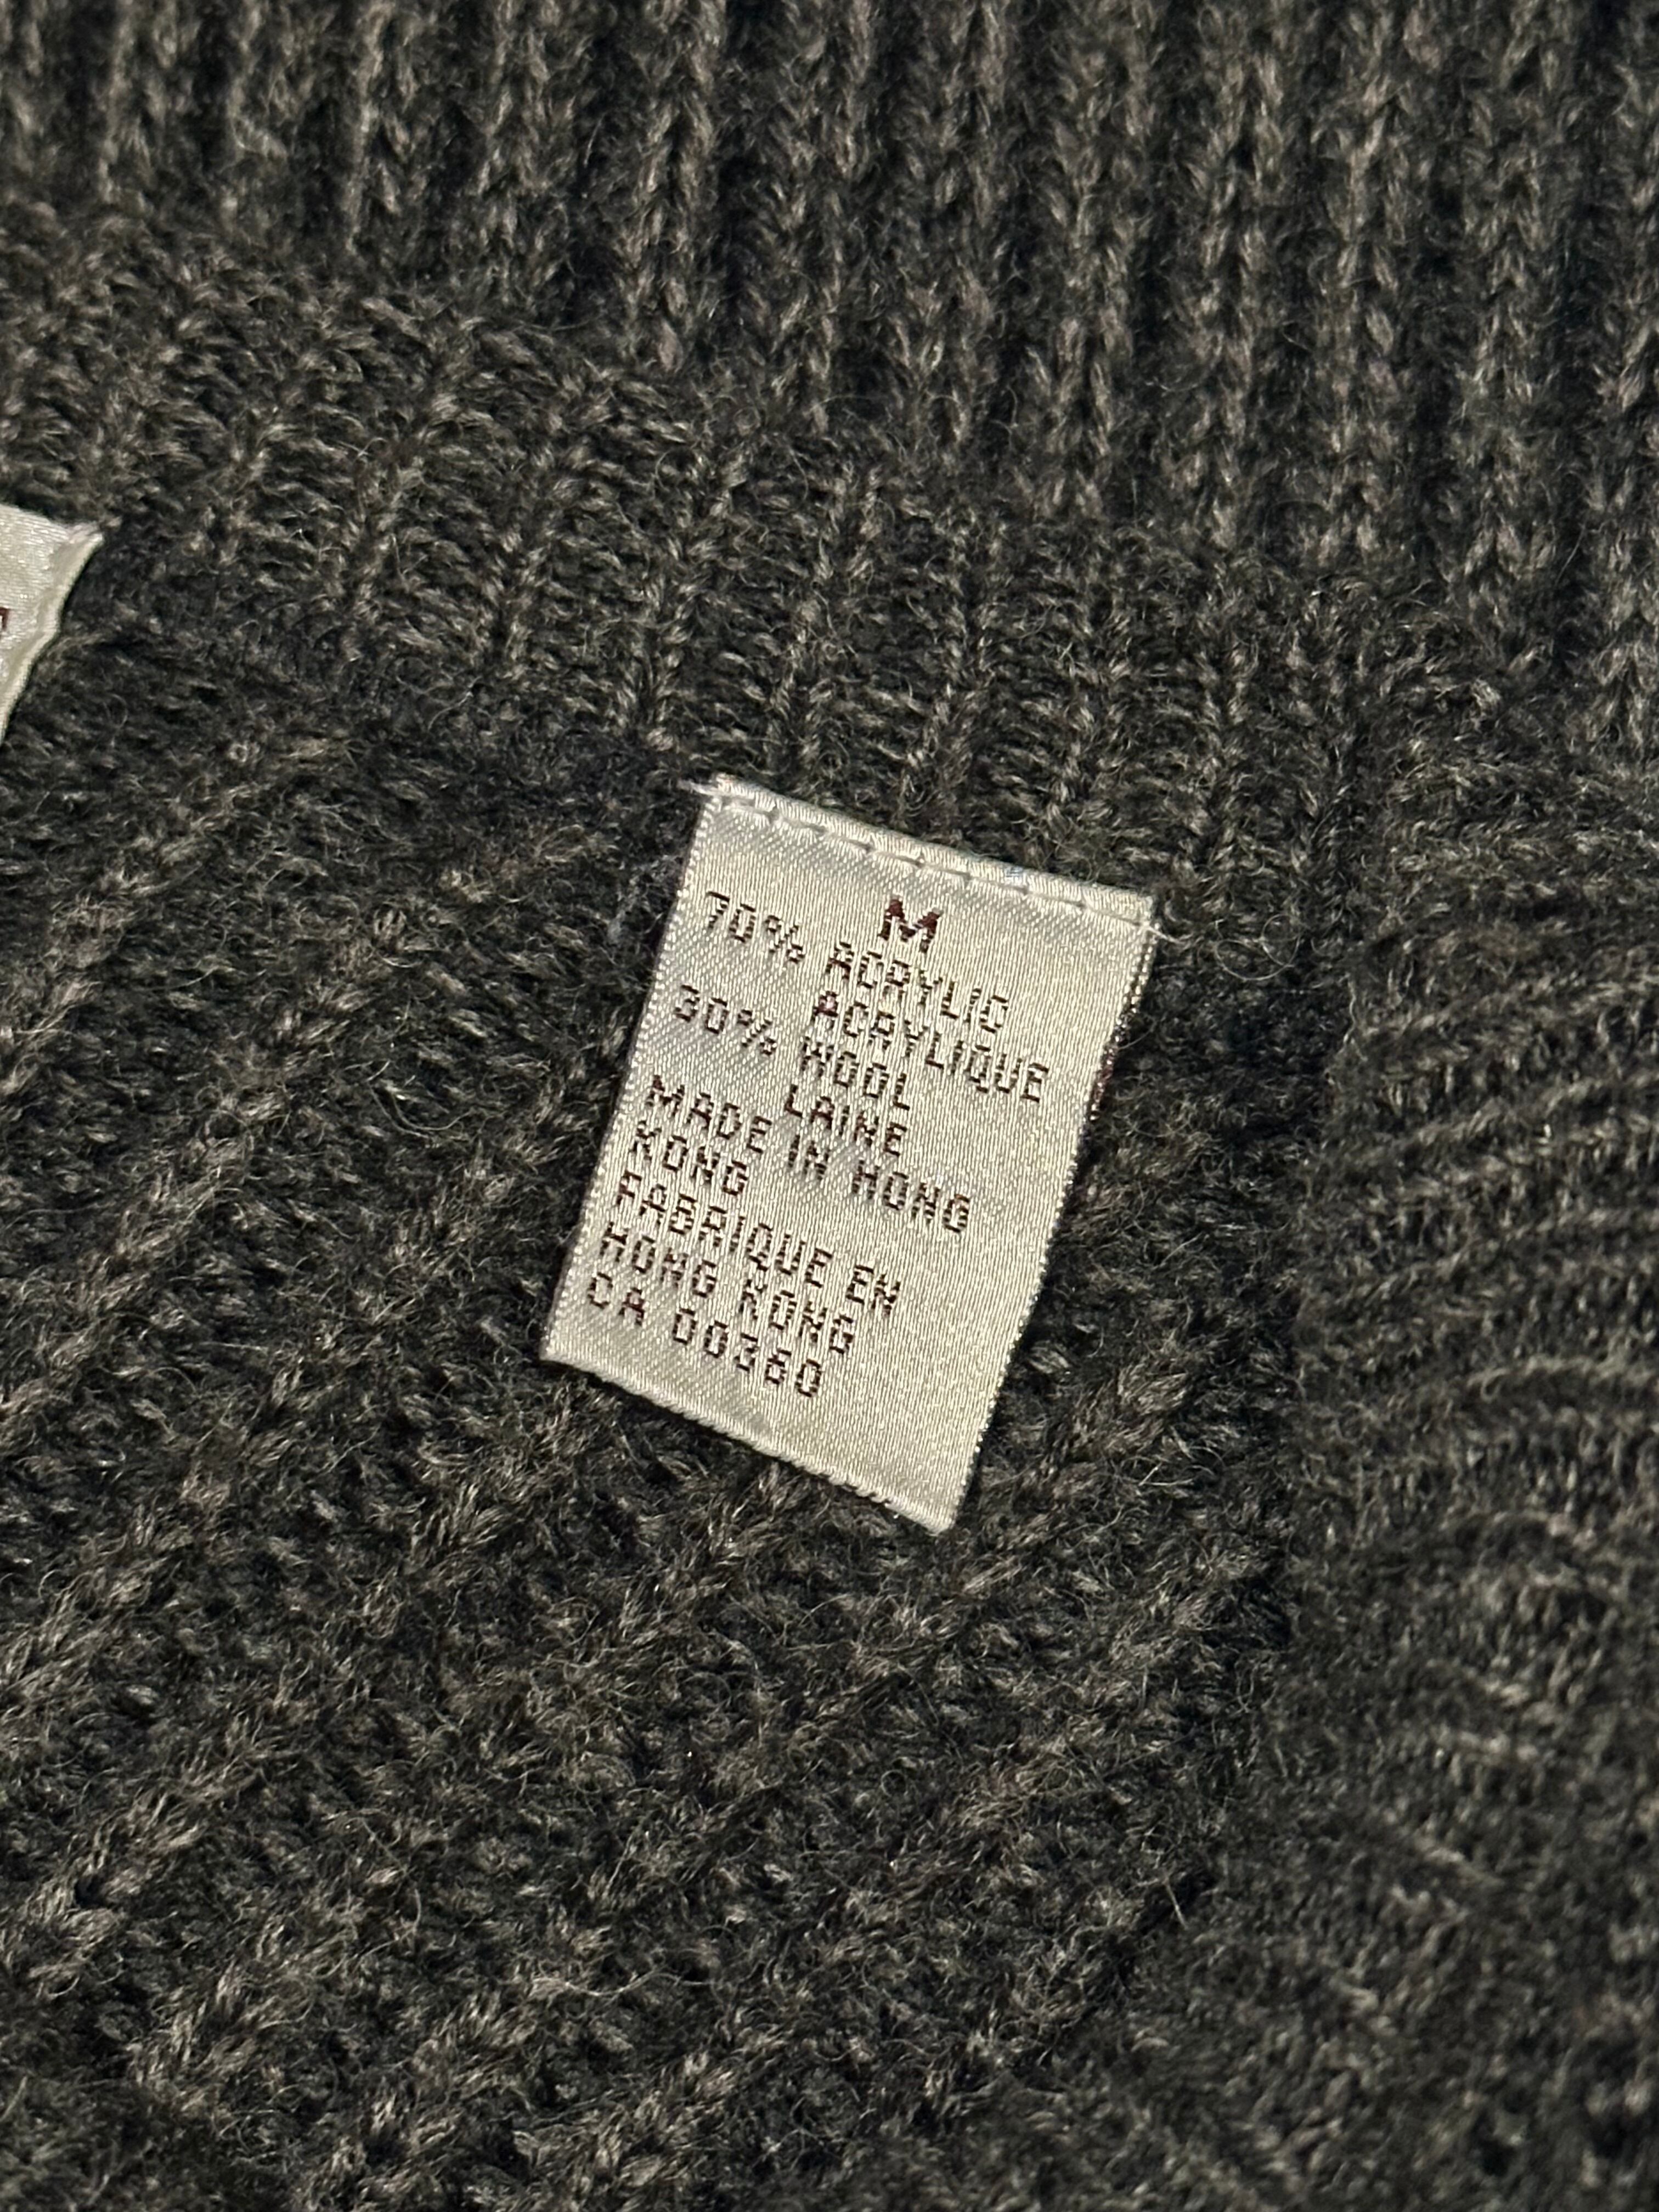 M
70% ACRYLIC
ACRYLIQUE
30% WOOL
LAINE
MADE IN HONG
KONG
FABRIQUE EN
HONG KONG
CA 00360